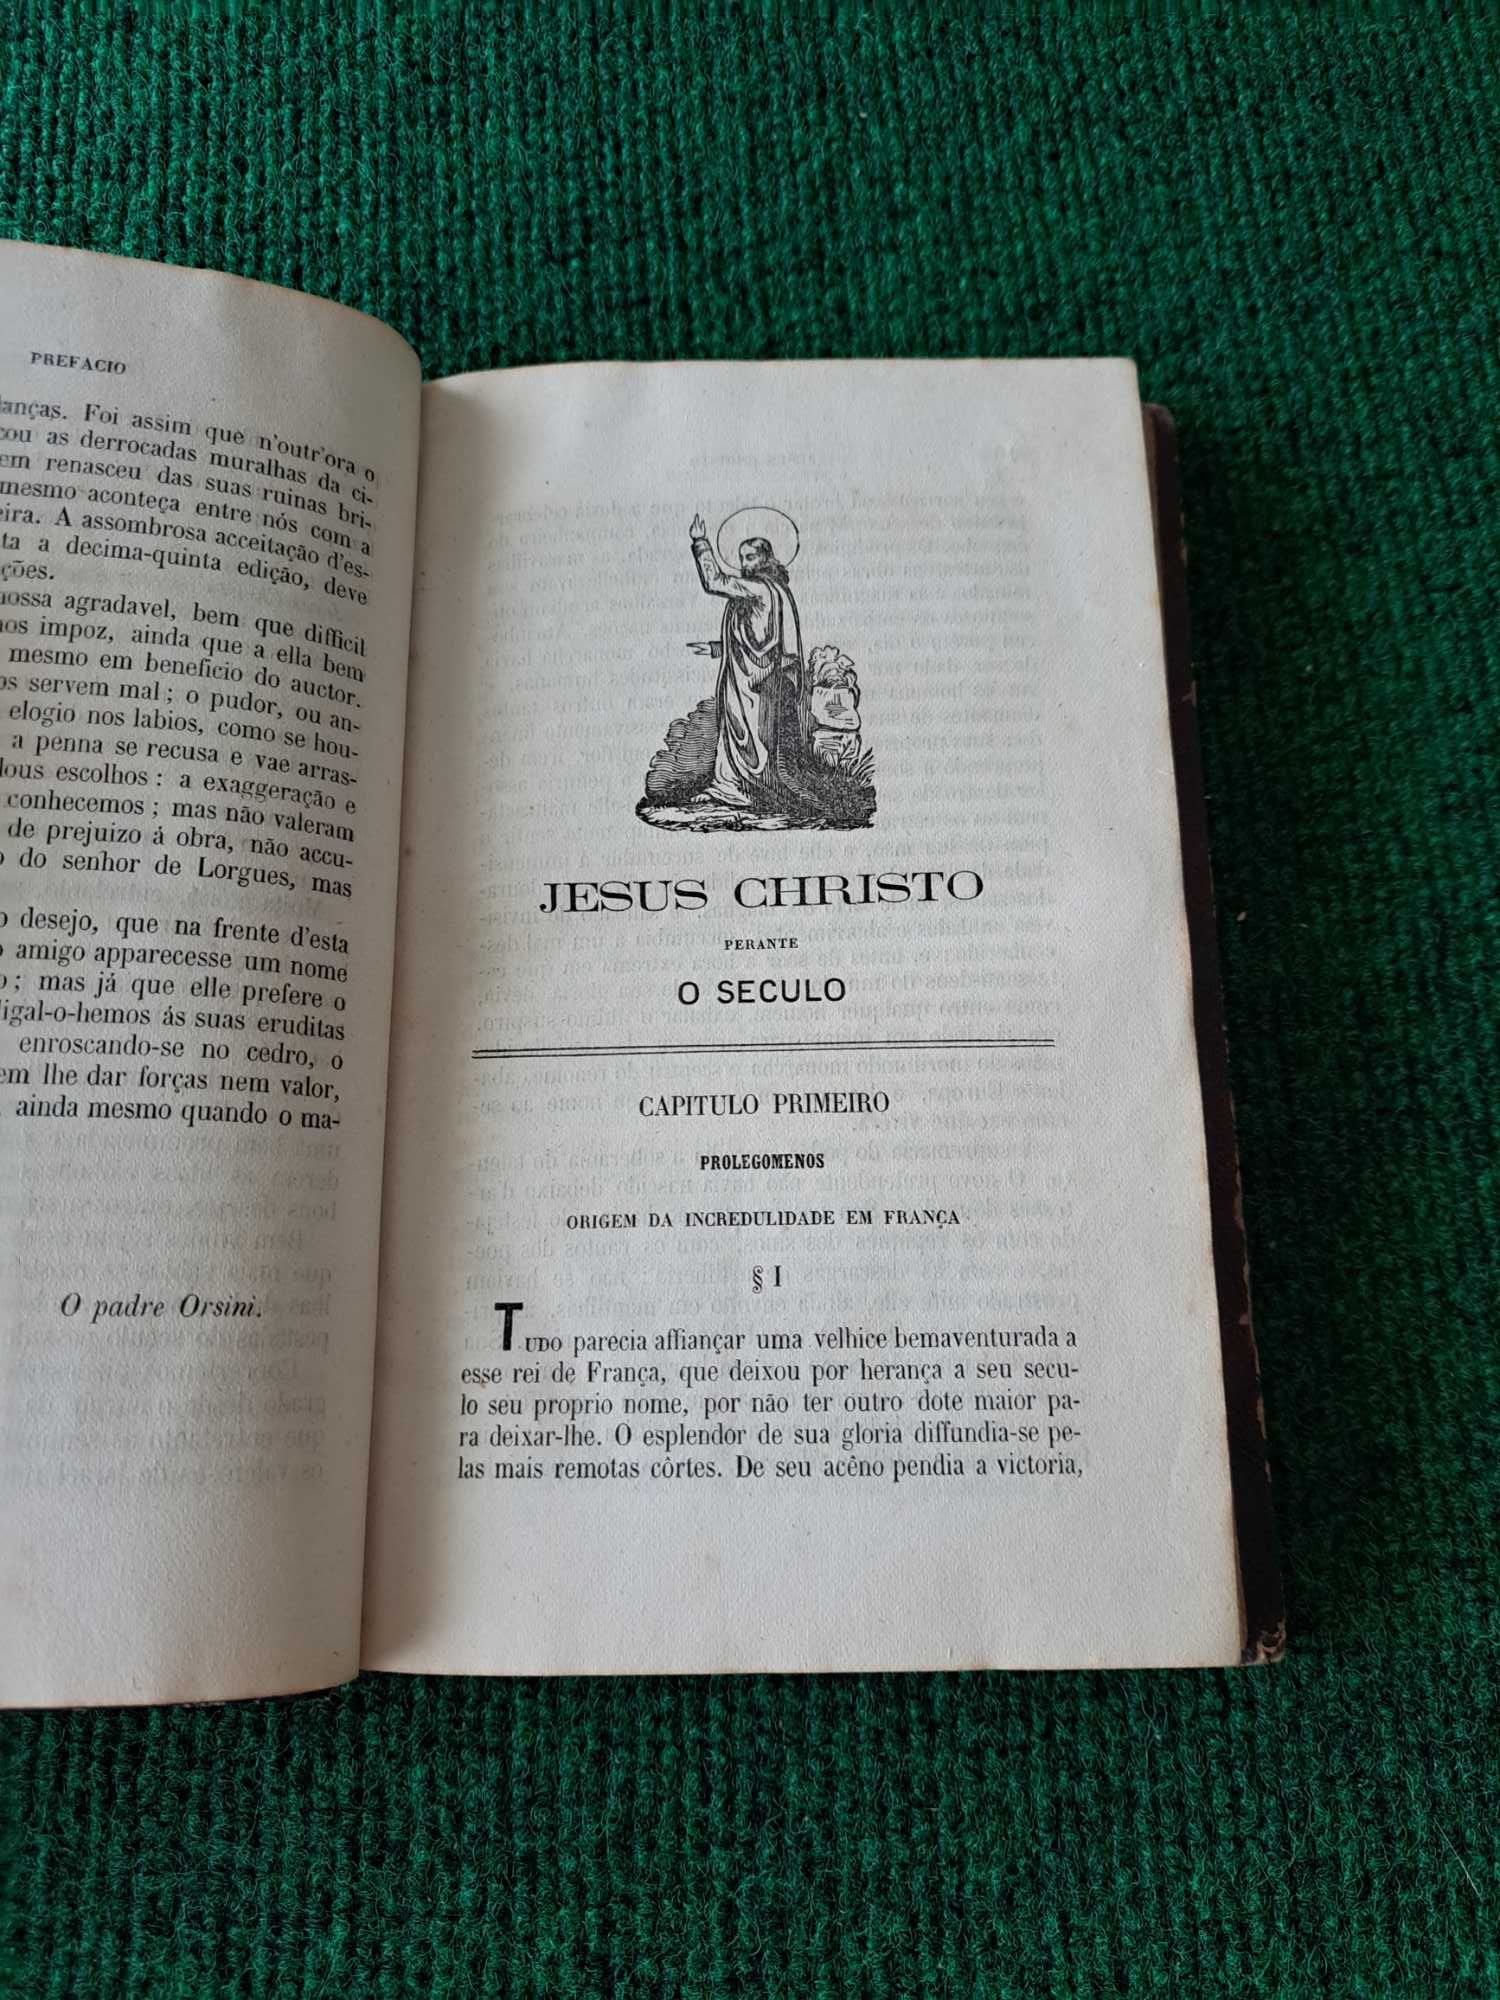 PREFACIO
anças. Foi assim que n'outr'ora o
ou as derrocadas muralhas da ci-
em renasceu das suas ruinas bri-
mesmo aconteça entre nós com a
eira. A assombrosa acceitação d'es-
ta a decima-quinta edição, deve
ções.
nossa agradavel, bem que difficil
nos impoz, ainda que a ella bem
mesmo em beneficio do auctor.
os servem mal; o pudor, ou an-
elogio nos labios, como se hou-
a penna se recusa e vae arras-
dous escolhos: a exaggeração e
conhecemos; mas não valeram
de prejuizo á obra, não accu-
o do senhor de Lorgues, mas
o desejo, que na frente d'esta
o amigo apparecesse um nome
o; mas já que elle prefere o
ligal-o-hemos ás suas eruditas
enroscando-se no cedro, o
em lhe dar forças nem valor,
ainda mesmo quando o ma-
O padre Orsini.
JESUS CHRISTO
PERANTE
O SECULO
CAPITULO PRIMEIRO
PROLEGOMENOS
ORIGEM DA INCREDULIDADE EM FRANÇA
§ I
TUDO parecia affiançar uma velhice bemaventurada a
esse rei de França, que deixou por herança a seu secu-
lo seu proprio nome, por não ter outro dote maior pa-
ra deixar-lhe. O esplendor de sua gloria diffundia-se pe-
las mais remotas côrtes. De seu acêno pendia a victoria,